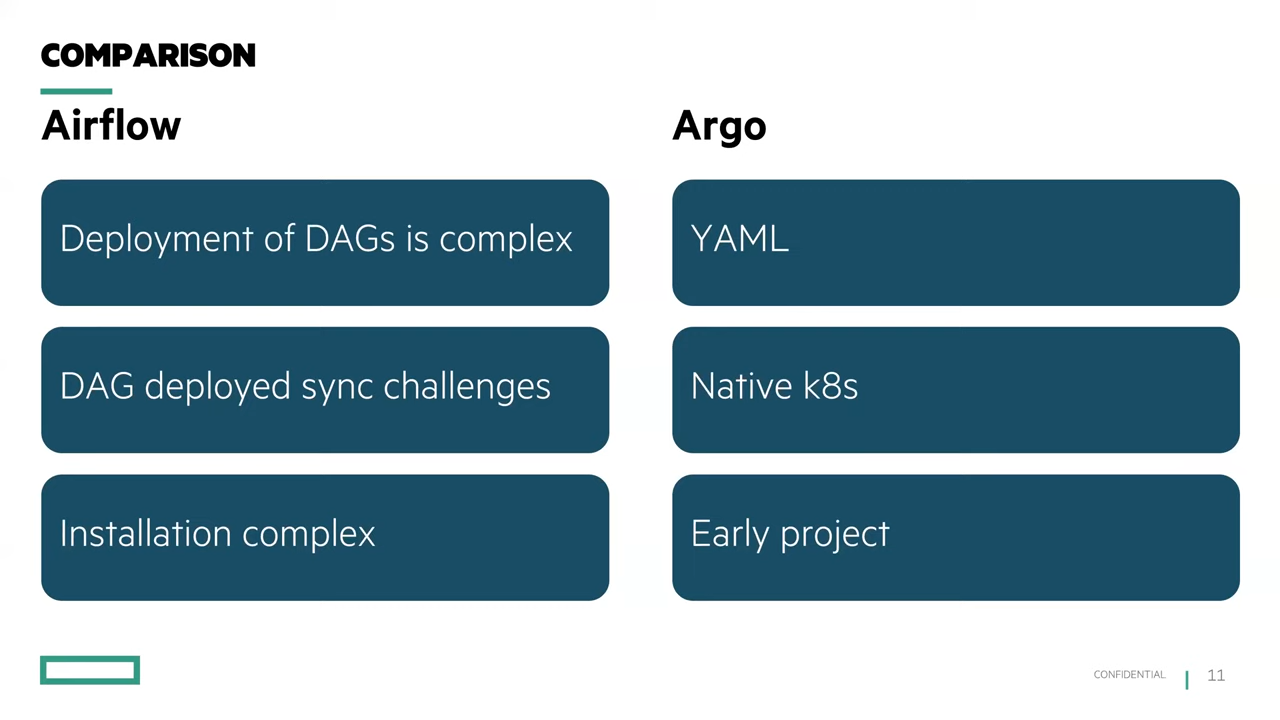 COMPARISON
Airflow
Deployment of DAGs is complex
DAG deployed sync challenges
Installation complex
Argo
YAML
Native k8s
Early project
CONFIDENTIAL
11